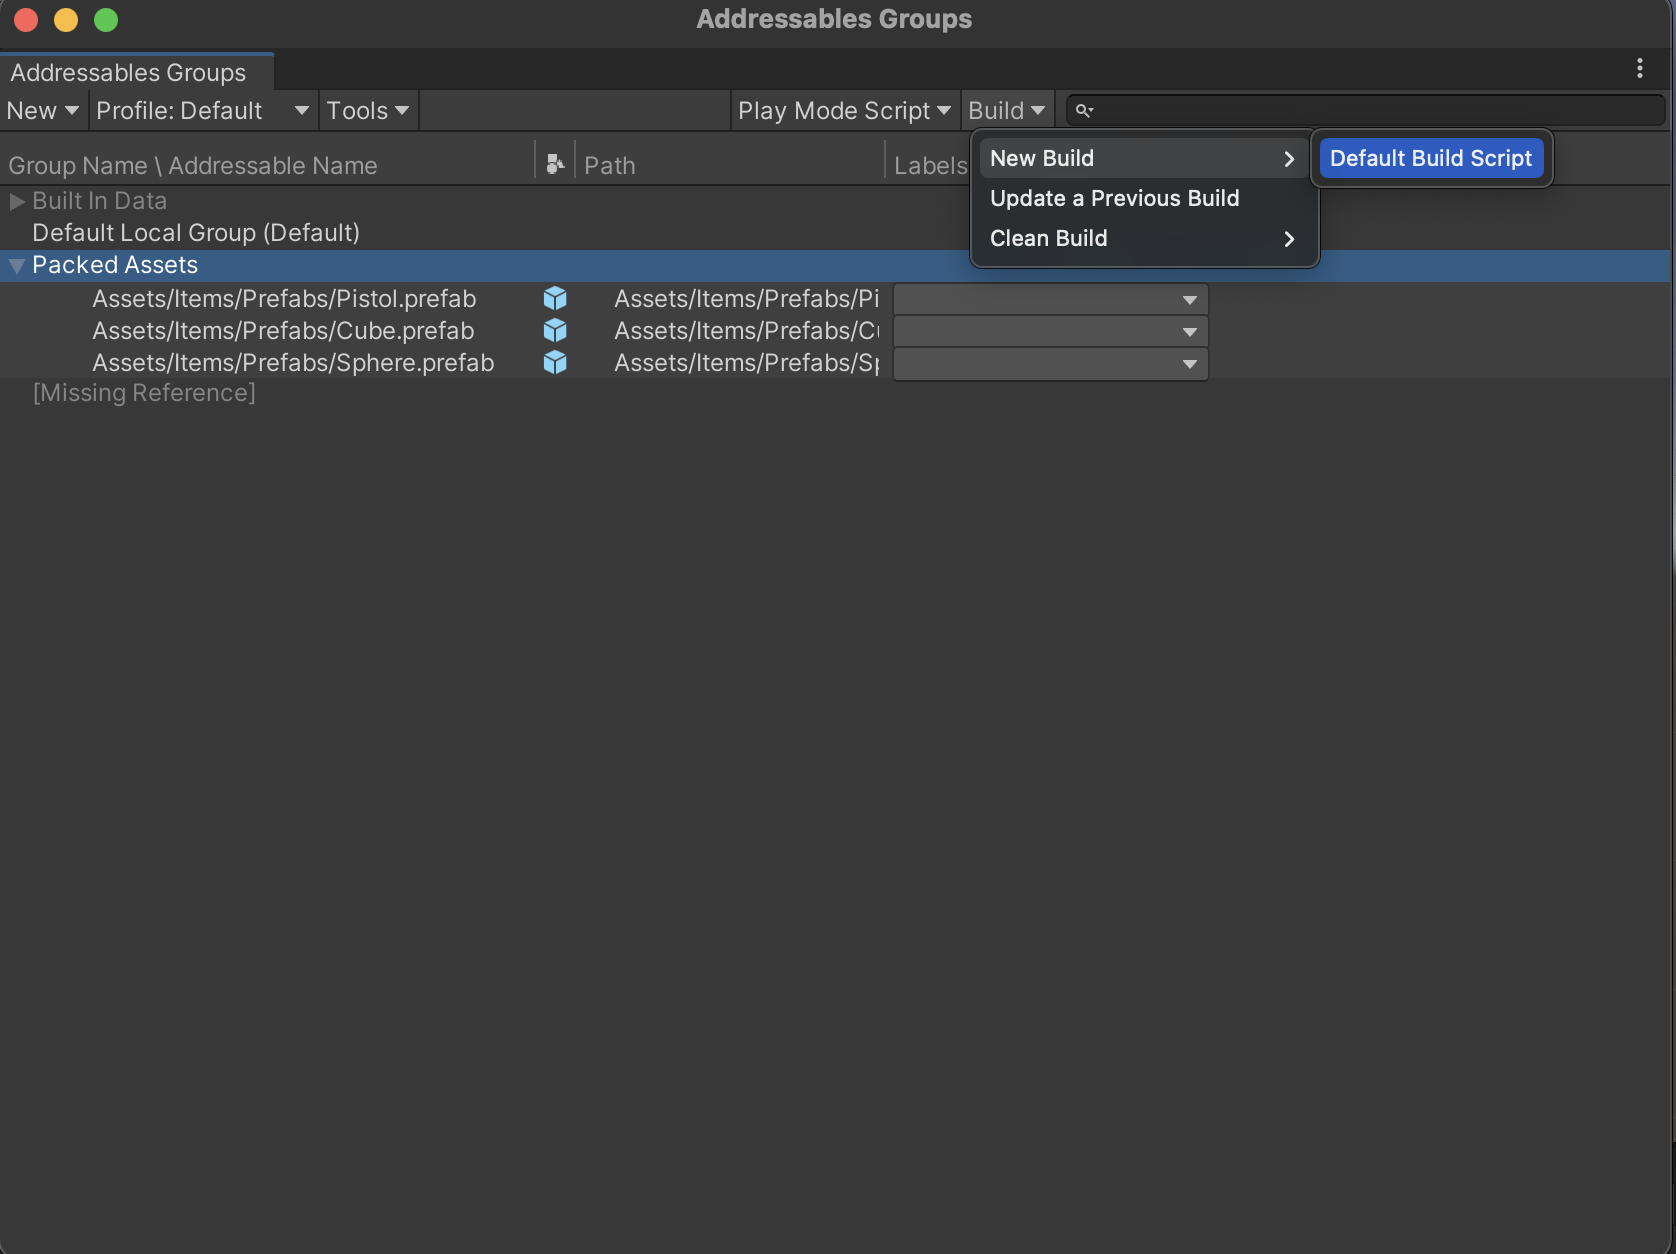 Addressables Groups
Addressables Groups
New Profile: Default Tools Play Mode Script Build
Group Name \ Addressable Name Path Labels
New Build Default Build Script
Update a Previous Build
Clean Build
Built In Data
Default Local Group (Default)
Packed Assets
Assets/Items/Prefabs/Pistol.prefab Assets/Items/Prefabs/Pi
Assets/Items/Prefabs/Cube.prefab Assets/Items/Prefabs/Cu
Assets/Items/Prefabs/Sphere.prefab Assets/Items/Prefabs/Sp
[Missing Reference]